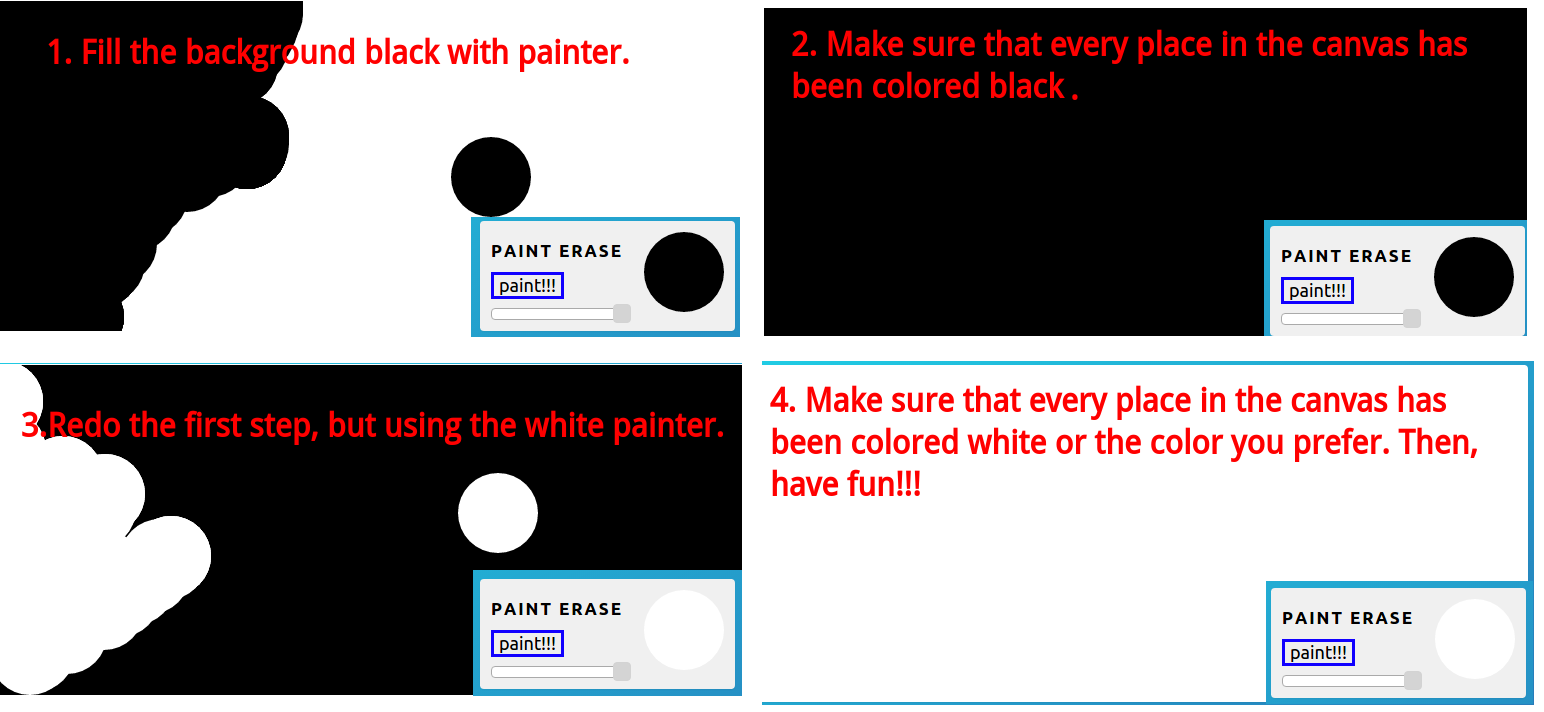 1. Fill the background black with painter.
PAINT ERASE
paint!!!
2. Make sure that every place in the canvas has
been colored black .
PAINT ERASE
paint!!!
3.Redo the first step, but using the white painter.
PAINT ERASE
paint!!!
4. Make sure that every place in the canvas has
been colored white or the color you prefer. Then,
have fun!!!
PAINT ERASE
paint!!!